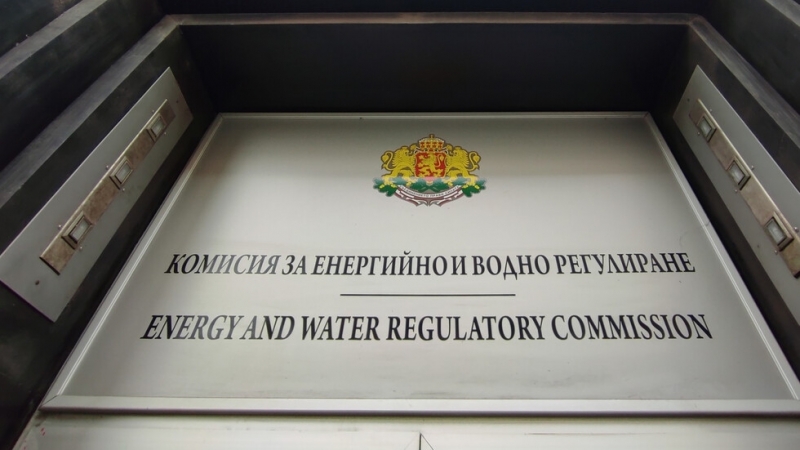 КОМИСИЯ ЗА ЕНЕРГИЙНО И ВОДНО РЕГУЛИРАНЕ
ENERGY AND WATER REGULATORY COMMISSION